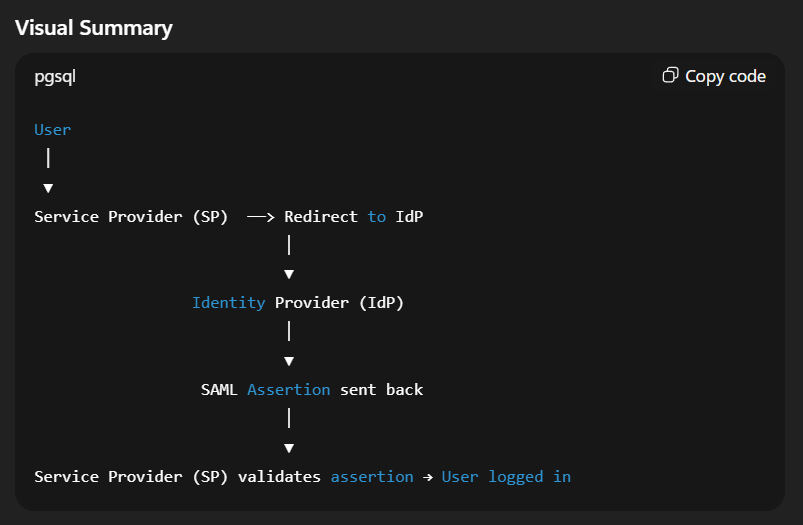 Visual Summary
pgsql
Copy code
User
│
▼
Service Provider (SP) ──> Redirect to IdP
│
▼
Identity Provider (IdP)
│
▼
SAML Assertion sent back
│
▼
Service Provider (SP) validates assertion → User logged in